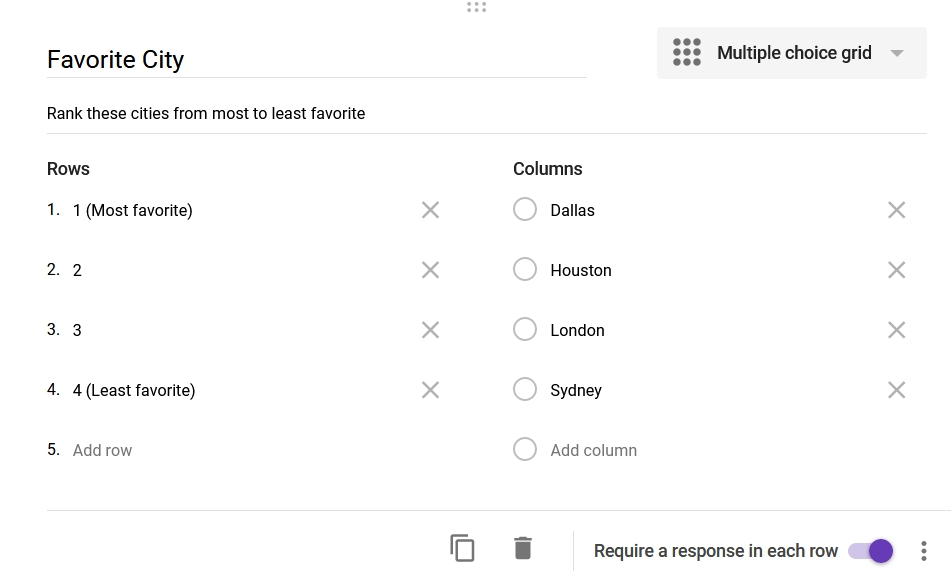 Favorite City
Multiple choice grid
Rank these cities from most to least favorite
Rows
Columns
1. 1 (Most favorite)
Dallas
2. 2
Houston
3. 3
London
4. 4 (Least favorite)
Sydney
5. Add row
Add column
Require a response in each row